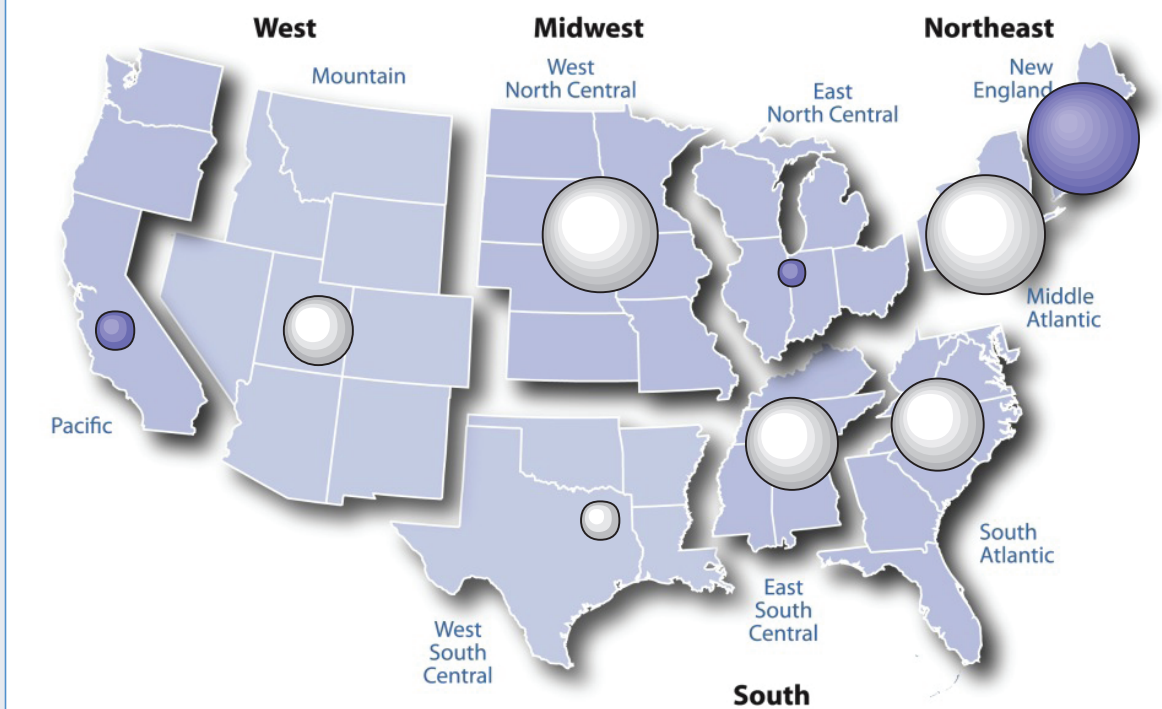 West
Midwest
Northeast
Mountain
West
North Central
East
North Central
New
England
Middle
Atlantic
Pacific
South
Atlantic
East
South
Central
West
South
Central
South